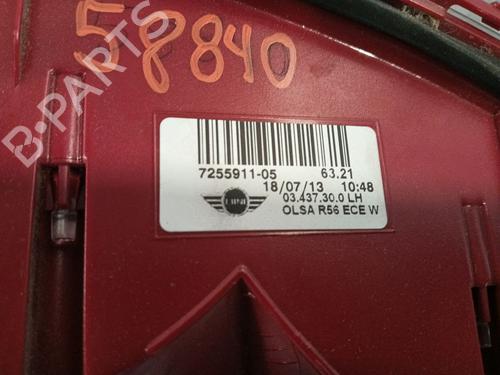 58840
B-PARTS
7255911-05 63.21
18/07/13 10:48
03.437.30.0 LH
OLSA R56 ECE W
MINI